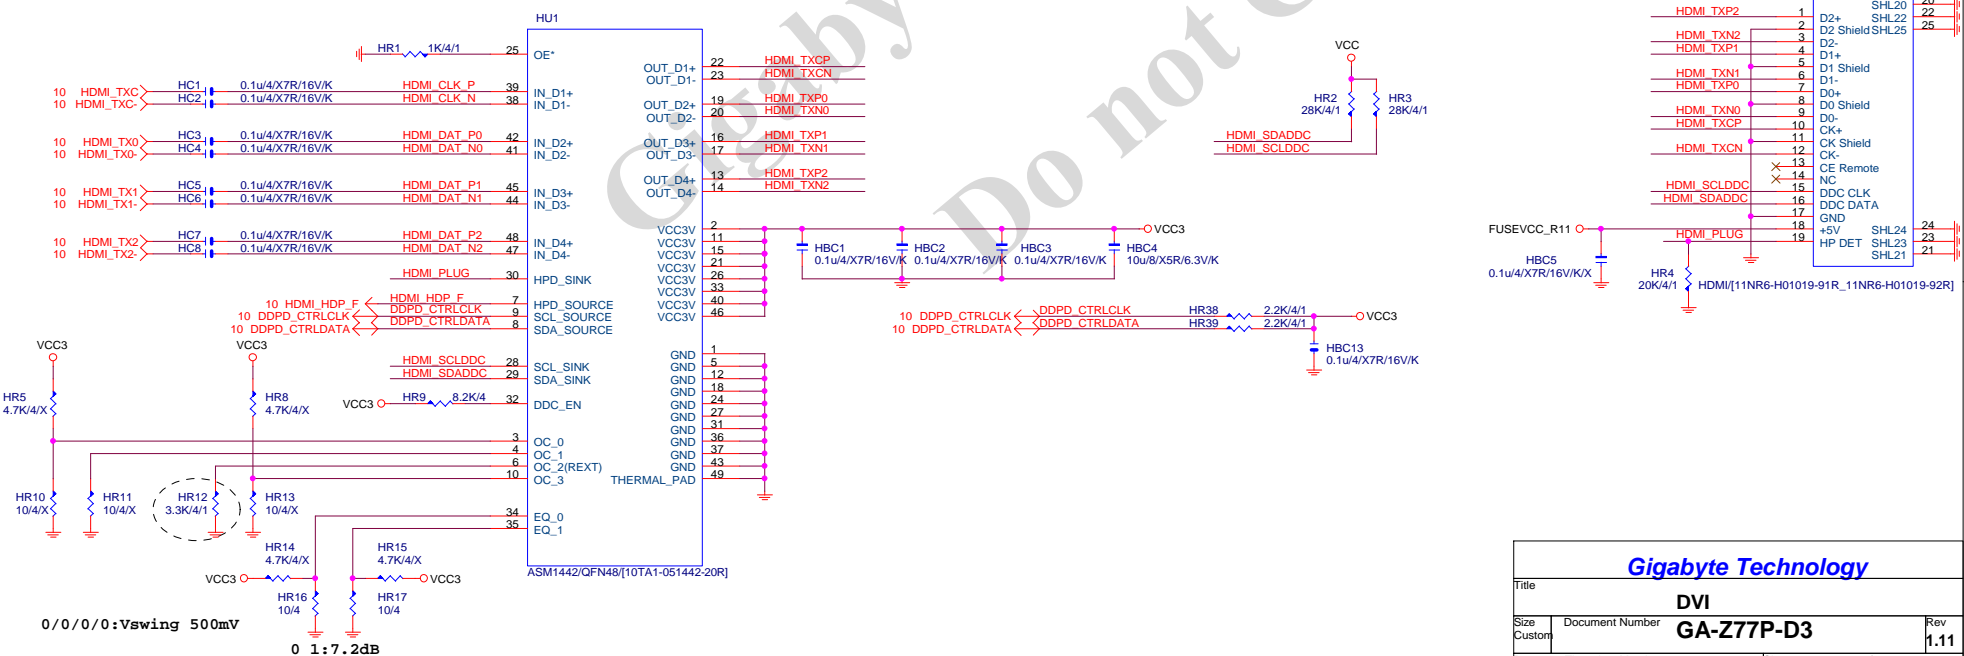 HU1
HR1 1K/4/1 25 OE*
10 HDMI_TXC HC1 0.1u/4/X7R/16V/K HDMI_CLK_P 39 IN_D1+
10 HDMI_TXC- HC2 0.1u/4/X7R/16V/K HDMI_CLK_N 38 IN_D1-
10 HDMI_TX0 HC3 0.1u/4/X7R/16V/K HDMI_DAT_P0 42 IN_D2+
10 HDMI_TX0- HC4 0.1u/4/X7R/16V/K HDMI_DAT_N0 41 IN_D2-
10 HDMI_TX1 HC5 0.1u/4/X7R/16V/K HDMI_DAT_P1 45 IN_D3+
10 HDMI_TX1- HC6 0.1u/4/X7R/16V/K HDMI_DAT_N1 44 IN_D3-
10 HDMI_TX2 HC7 0.1u/4/X7R/16V/K HDMI_DAT_P2 48 IN_D4+
10 HDMI_TX2- HC8 0.1u/4/X7R/16V/K HDMI_DAT_N2 47 IN_D4-
HDMI_PLUG 30 HPD_SINK
10 HDMI_HDP_F HDMI_HDP_F 7 HPD_SOURCE
10 DDPD_CTRLCLK DDPD_CTRLCLK 9 SCL_SOURCE
10 DDPD_CTRLDATA DDPD_CTRLDATA 8 SDA_SOURCE
HDMI_SCLDDC 28 SCL_SINK
HDMI_SDADDC 29 SDA_SINK
VCC3 HR9 8.2K/4 32 DDC_EN
3 OC_0
4 OC_1
6 OC_2(REXT)
10 OC_3
34 EQ_0
35 EQ_1
VCC3
HR5
4.7K/4/X
VCC3
HR8
4.7K/4/X
HR10
10/4/X
HR11
10/4/X
HR12
3.3K/4/1
HR13
10/4/X
HR14
4.7K/4/X
VCC3
HR15
4.7K/4/X
VCC3
HR16
10/4
HR17
10/4
0/0/0/0:Vswing 500mV
0 1:7.2dB
OUT_D1+ 22 HDMI_TXCP
OUT_D1- 23 HDMI_TXCN
OUT_D2+ 19 HDMI_TXP0
OUT_D2- 20 HDMI_TXN0
OUT_D3+ 16 HDMI_TXP1
OUT_D3- 17 HDMI_TXN1
OUT_D4+ 13 HDMI_TXP2
OUT_D4- 14 HDMI_TXN2
VCC3V 2
VCC3V 11
VCC3V 15
VCC3V 21
VCC3V 26
VCC3V 33
VCC3V 40
VCC3V 46
GND 1
GND 5
GND 12
GND 18
GND 24
GND 27
GND 31
GND 36
GND 37
GND 43
THERMAL_PAD 49
ASM1442/QFN48/[10TA1-051442-20R]
VCC3
HBC1
0.1u/4/X7R/16V/K
HBC2
0.1u/4/X7R/16V/K
HBC3
0.1u/4/X7R/16V/K
HBC4
10u/8/X5R/6.3V/K
10 DDPD_CTRLCLK DDPD_CTRLCLK HR38 2.2K/4/1 VCC3
10 DDPD_CTRLDATA DDPD_CTRLDATA HR39 2.2K/4/1
HBC13
0.1u/4/X7R/16V/K
VCC
HR2
28K/4/1
HR3
28K/4/1
HDMI_SDADDC
HDMI_SCLDDC
Gigaby
Do not
SHL20 20
HDMI_TXP2 1 D2+ SHL22 22
2 D2 Shield SHL25 25
HDMI_TXN2 3 D2-
HDMI_TXP1 4 D1+
5 D1 Shield
HDMI_TXN1 6 D1-
HDMI_TXP0 7 D0+
8 D0 Shield
HDMI_TXN0 9 D0-
HDMI_TXCP 10 CK+
11 CK Shield
HDMI_TXCN 12 CK-
13 CE Remote
14 NC
HDMI_SCLDDC 15 DDC CLK
HDMI_SDADDC 16 DDC DATA
17 GND
FUSEVCC_R11 18 +5V SHL24 24
HDMI_PLUG 19 HP DET SHL23 23
SHL21 21
HBC5
0.1u/4/X7R/16V/K/X
HR4
20K/4/1
HDMI/[11NR6-H01019-91R_11NR6-H01019-92R]
Gigabyte Technology
Title
DVI
Size
Custom
Document Number
GA-Z77P-D3
Rev
1.11